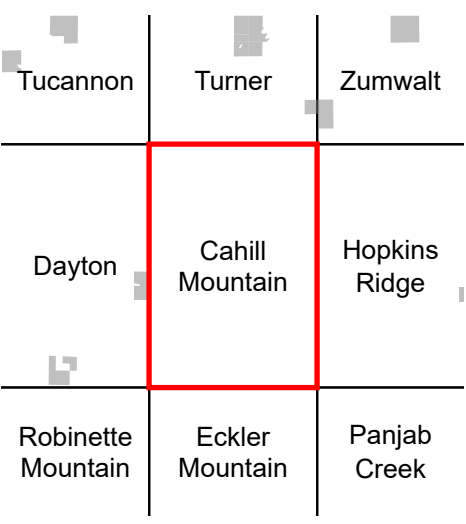 Tucannon
Turner
Zumwalt
Dayton
Cahill
Mountain
Hopkins
Ridge
Robinette
Mountain
Eckler
Mountain
Panjab
Creek